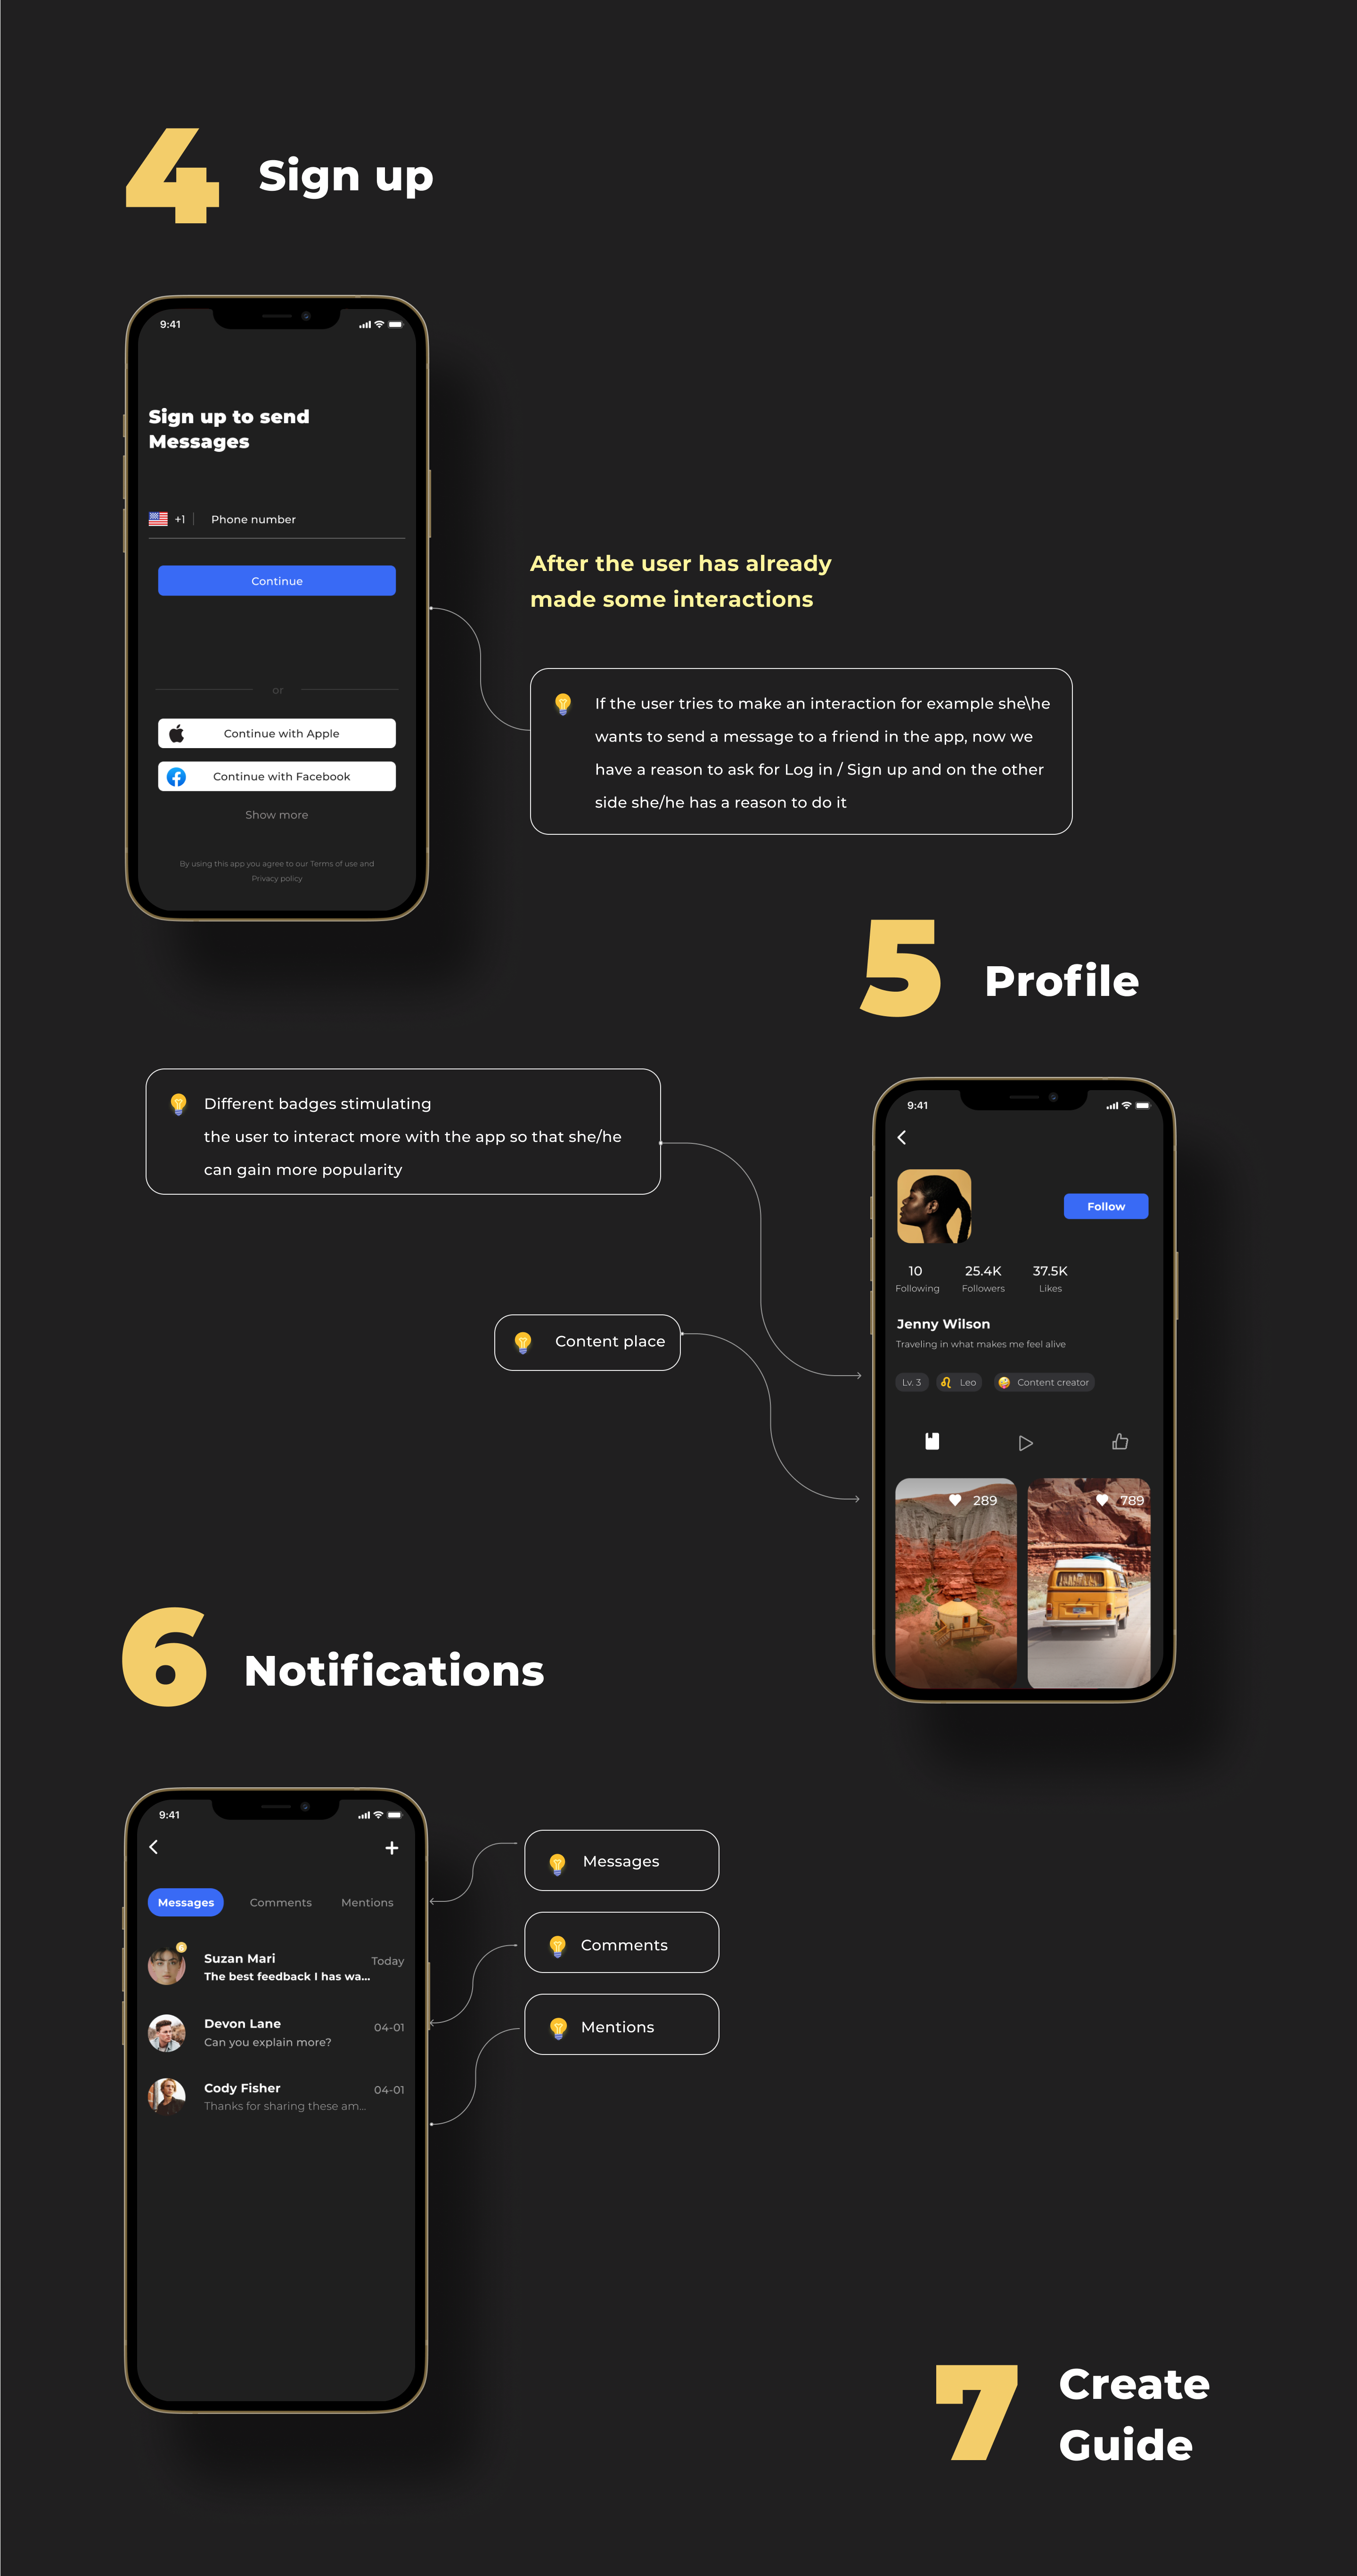 4
Sign up
9:41
Sign up to send
Messages
+1
Phone number
Continue
or
Continue with Apple
Continue with Facebook
Show more
By using this app you agree to our Terms of use and
Privacy policy
After the user has already
made some interactions
If the user tries to make an interaction for example she\he
wants to send a message to a friend in the app, now we
have a reason to ask for Log in / Sign up and on the other
side she/he has a reason to do it
5
Profile
Different badges stimulating
the user to interact more with the app so that she/he
can gain more popularity
Content place
9:41
Follow
10 25.4K 37.5K
Following Followers Likes
Jenny Wilson
Traveling in what makes me feel alive
Lv. 3 Leo Content creator
289 789
6
Notifications
9:41
Messages Comments Mentions
Suzan Mari Today
The best feedback I has wa...
Devon Lane 04-01
Can you explain more?
Cody Fisher 04-01
Thanks for sharing these am...
Messages
Comments
Mentions
7
Create
Guide